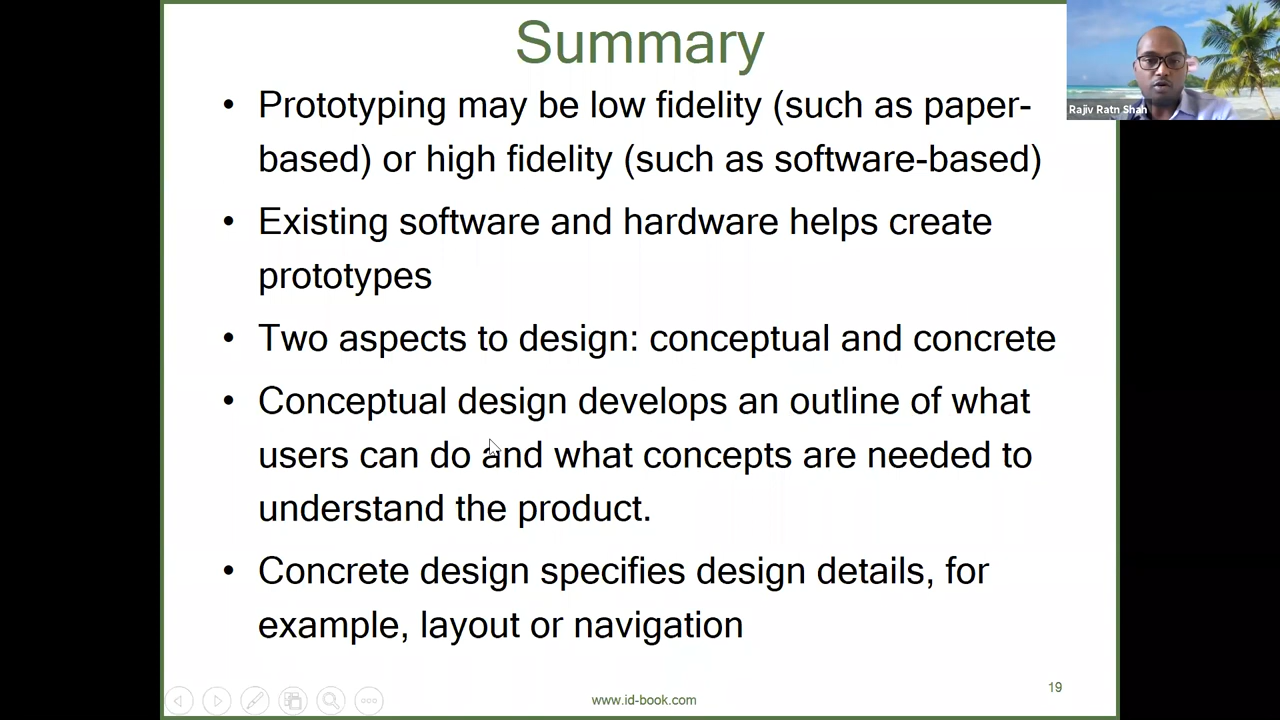 Summary
Rajiv Ratn Shah
• Prototyping may be low fidelity (such as paper-
based) or high fidelity (such as software-based)
• Existing software and hardware helps create
prototypes
• Two aspects to design: conceptual and concrete
• Conceptual design develops an outline of what
users can do and what concepts are needed to
understand the product.
• Concrete design specifies design details, for
example, layout or navigation
www.id-book.com
19